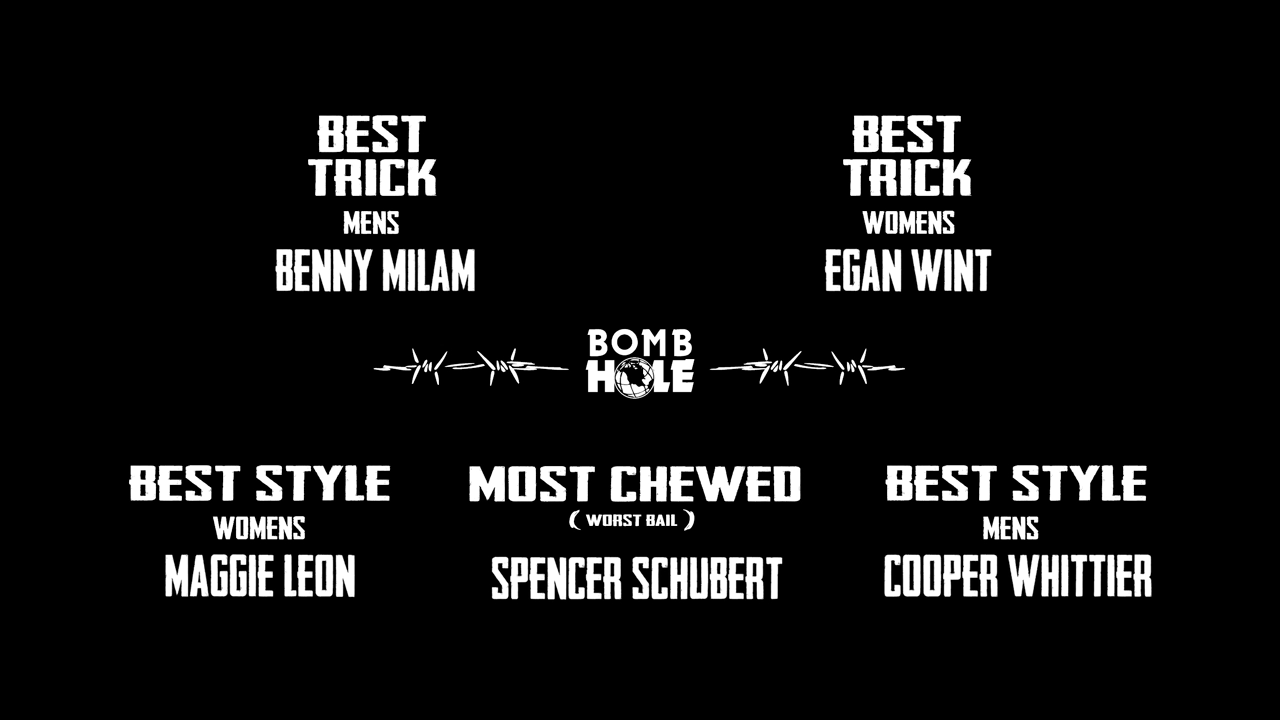 BEST
TRICK
MENS
BENNY MILAM
BEST
TRICK
WOMENS
EGAN WINT
BOMB
HOLE
BEST STYLE
WOMENS
MAGGIE LEON
MOST CHEWED
( WORST BAIL )
SPENCER SCHUBERT
BEST STYLE
MENS
COOPER WHITTIER